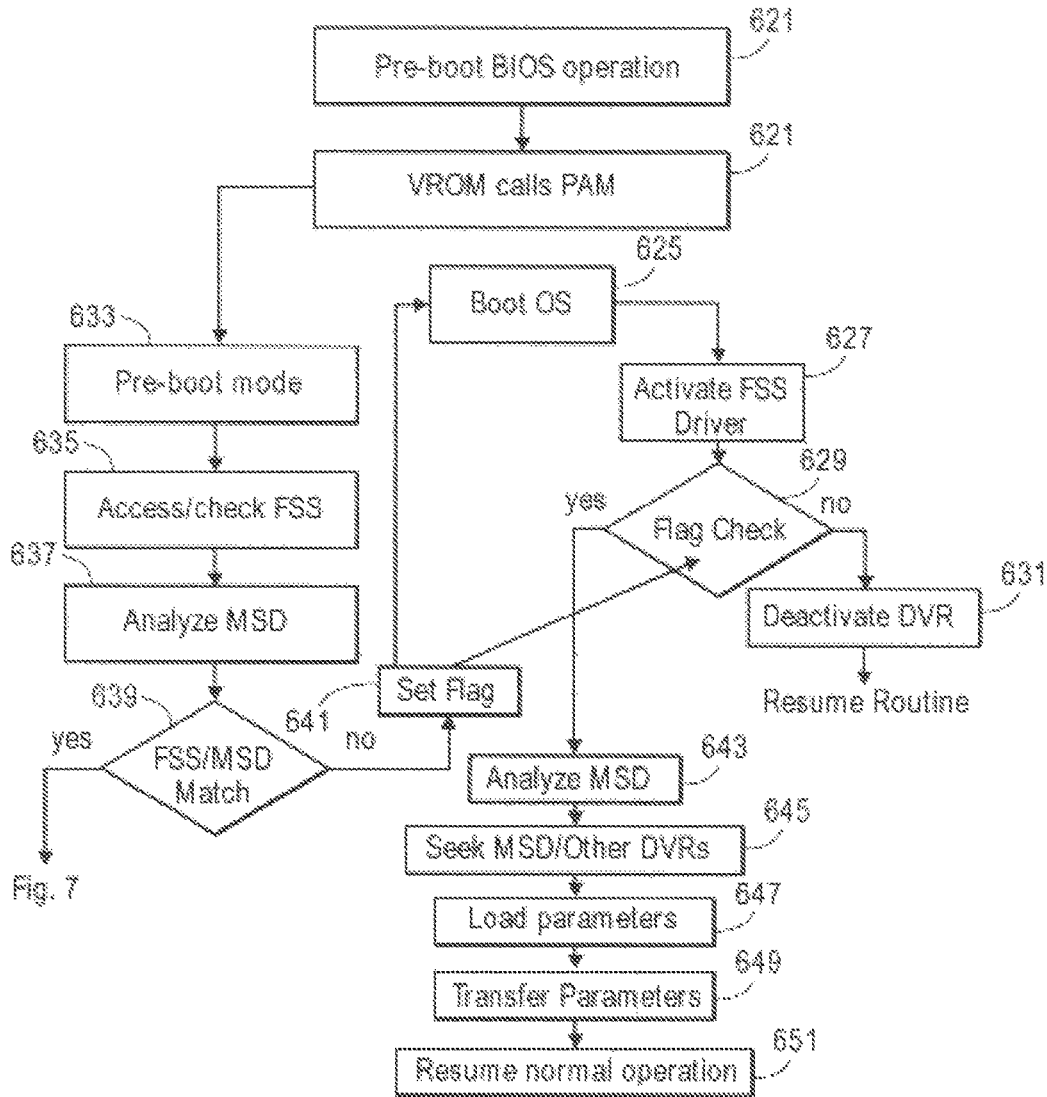 621
Pre-boot BIOS operation
621
VROM calls PAM
625
Boot OS
633
Pre-boot mode
627
Activate FSS
Driver
635
Access/check FSS
629
yes
no
Flag Check
637
Analyze MSD
631
Deactivate DVR
Resume Routine
641
Set Flag
639
yes
no
FSS/MSD
Match
Fig. 7
643
Analyze MSD
645
Seek MSD/Other DVRs
647
Load parameters
649
Transfer Parameters
651
Resume normal operation